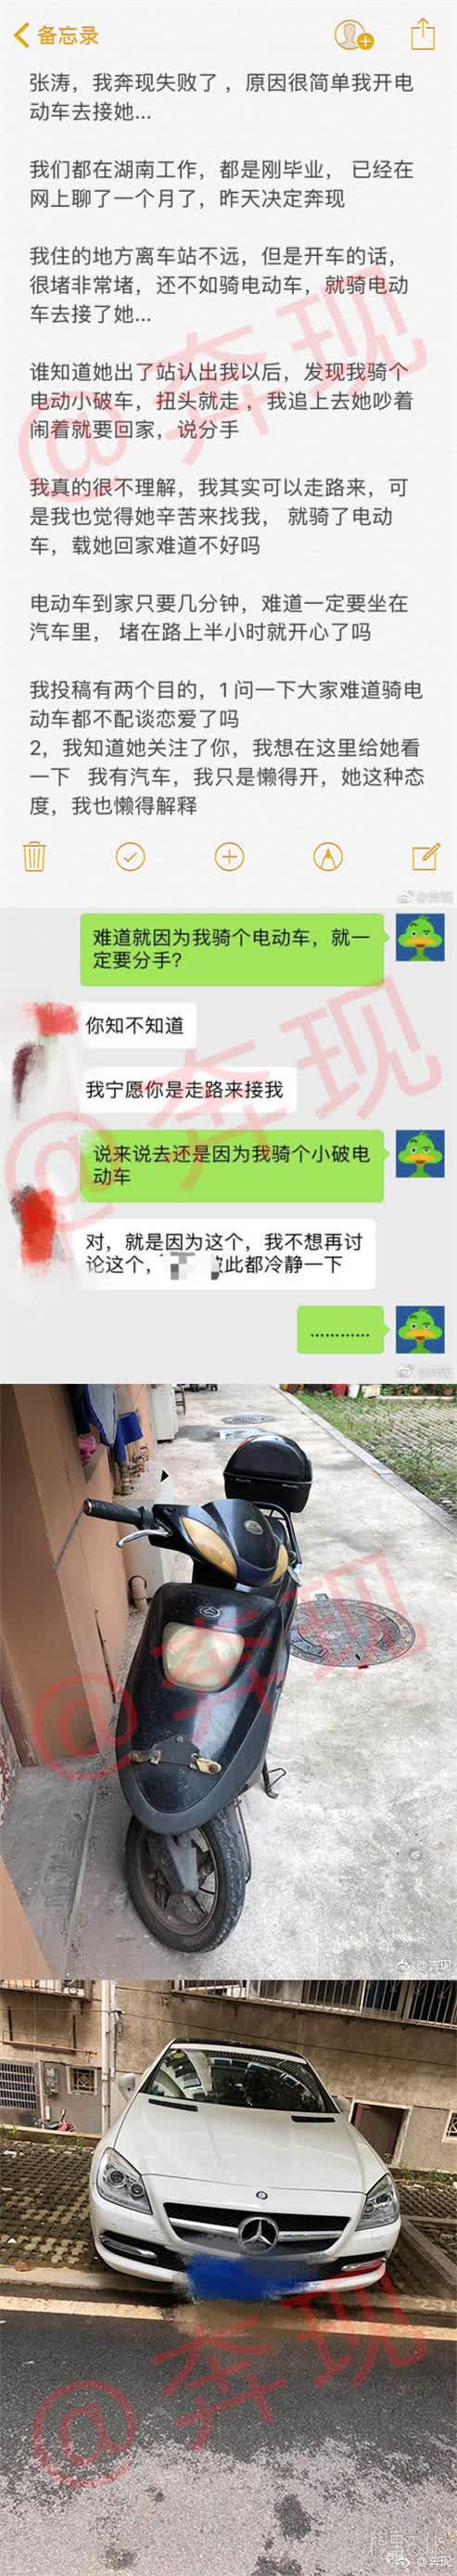 备忘录
张涛，我奔现失败了，原因很简单我开电
动车去接她...
我们都在湖南工作，都是刚毕业， 已经在
网上聊了一个月了，昨天决定奔现
我住的地方离车站不远，但是开车的话，
很堵非常堵，还不如骑电动车，就骑电动
车去接了她...
谁知道她出了站认出我以后，发现我骑个
电动小破车，扭头就走 ，我追上去她吵着
闹着就要回家，说分手
我真的很不理解，我其实可以走路来，可
是我也觉得她辛苦来找我， 就骑了电动
车，载她回家难道不好吗
电动车到家只要几分钟，难道一定要坐在
汽车里， 堵在路上半小时就开心了吗
我投稿有两个目的，1 问一下大家难道骑电
动车都不配谈恋爱了吗
2，我知道她关注了你，我想在这里给她看
一下  我有汽车，我只是懒得开，她这种态
度，我也懒得解释
@奔现
@奔现
难道就因为我骑个电动车，就一
定要分手？
你知不知道
我宁愿你是走路来接我
说来说去还是因为我骑个小破电
动车
对，就是因为这个，我不想再讨
论这个，
此都冷静一下
............
@奔现
@奔现
@奔现
@奔现
@奔现
@奔现